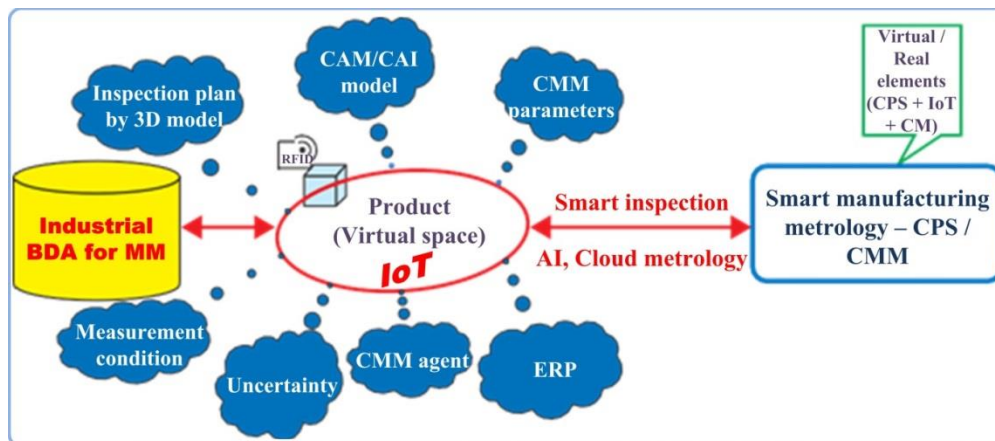 Inspection plan
by 3D model
CAM/CAI
model
CMM
parameters
Virtual /
Real
elements
(CPS + IoT
+ CM)
RFID
Industrial
BDA for MM
Product
(Virtual space)
IoT
Smart inspection
AI, Cloud metrology
Smart manufacturing
metrology – CPS /
CMM
Measurement
condition
Uncertainty
CMM agent
ERP